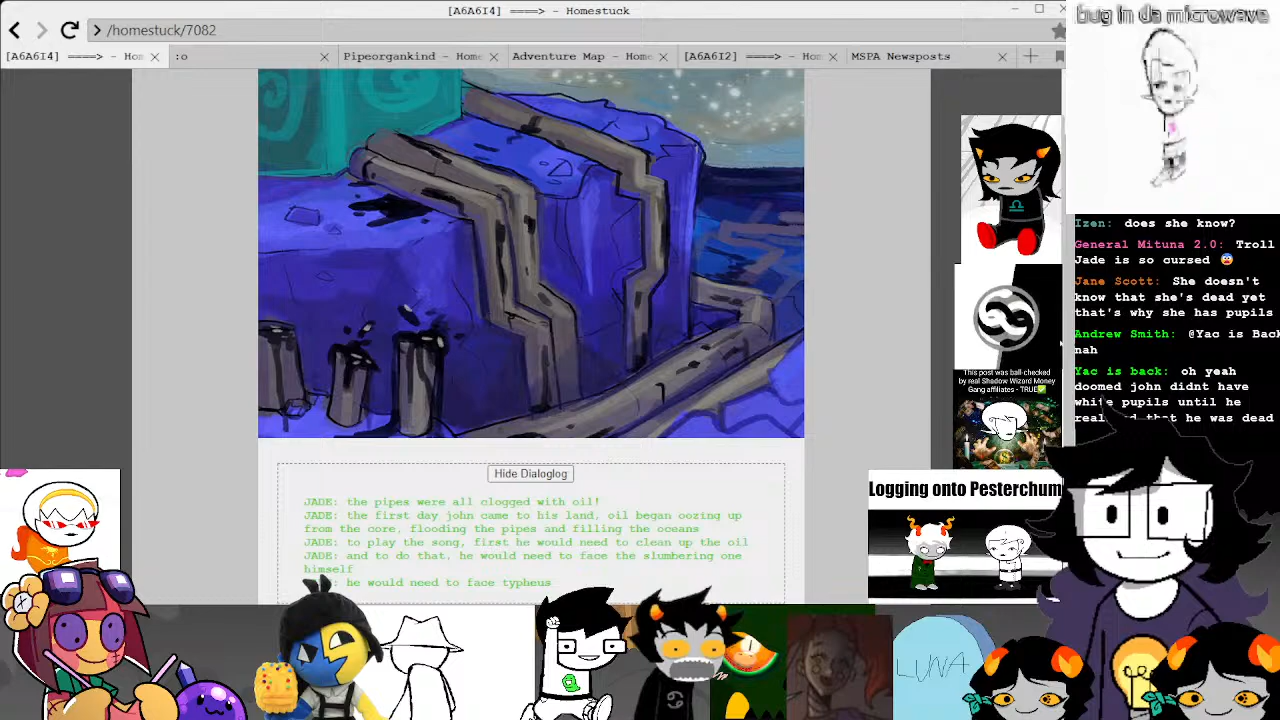 [A6A6I4] ====> - Homestuck
bug in da microwave
/homestuck/7082
[A6A6I4] ====> - Hom
:o
Pipeorgankind - Home
Adventure Map - Home
[A6A6I2] ====> - Hom
MSPA Newsposts
Izen: does she know?
General Mituna 2.0: Troll
Jade is so cursed 😨
Jane Scott: She doesn't
know that she's dead yet
that's why she has pupils
Andrew Smith: @Yac is Back
nah
Yac is back: oh yeah
doomed john didnt have
white pupils until he
that he was dead
This post was ball-checked
by real Shadow Wizard Money
Gang affiliates - TRUE✅
Hide Dialoglog
JADE: the pipes were all clogged with oil!
JADE: the first day john came to his land, oil began oozing up
from the core, flooding the pipes and filling the oceans
JADE: to play the song, first he would need to clean up the oil
JADE: and to do that, he would need to face the slumbering one
himself
: he would need to face typheus
Logging onto Pesterchum
LUNA